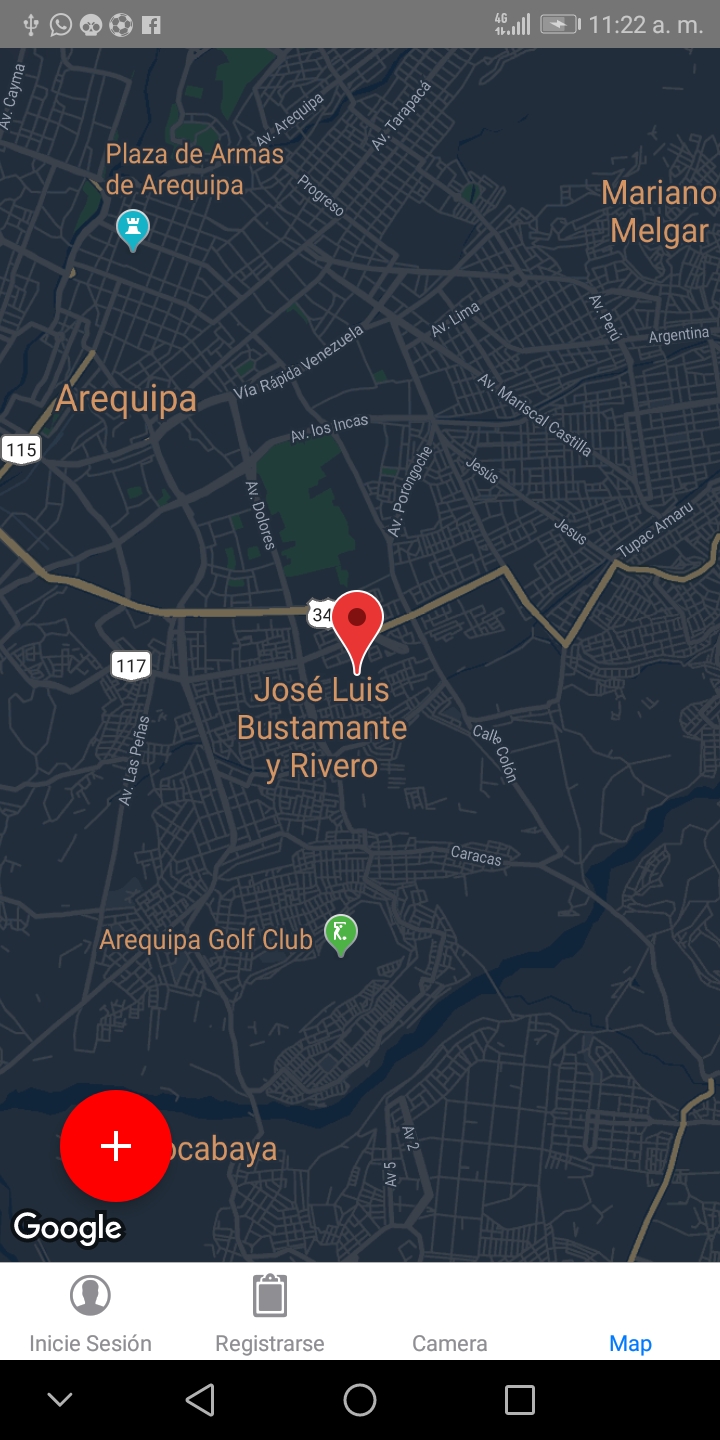 4G 11:22 a. m.
Av. Cayma
Av. Arequipa
Av. Tarapacá
Plaza de Armas
de Arequipa
Progreso
Mariano
Melgar
Av. Lima
Av. Perú
Argentina
Vía Rápida Venezuela
Arequipa
Av. Mariscal Castilla
Av. los Incas
115
Av. Porongoche
Jesús
Av. Dolores
Jesus
Tupac Amaru
34
117
José Luis
Bustamante
y Rivero
Av. Las Peñas
Calle Colón
Caracas
Arequipa Golf Club
ocabaya
Av 2
Av 5
Google
Inicie Sesión Registrarse Camera Map